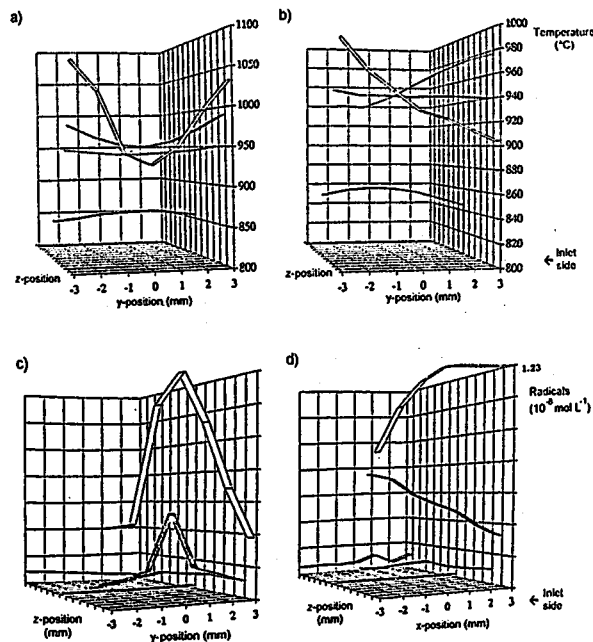 a)
1100
1050
1000
950
900
850
800
z-position
-3 -2 -1 0 1 2 3
y-position (mm)
b)
1000
980
960
940
920
900
880
860
840
820
800
Temperature
(°C)
← Inlet
side
-3 -2 -1 0 1 2 3
y-position (mm)
c)
z-position
(mm)
-3 -2 -1 0 1 2 3
y-position (mm)
d)
1.23
Radicals
(10⁻⁸ mol L⁻¹)
← Inlet
side
z-position
(mm)
-3 -2 -1 0 1 2 3
x-position (mm)